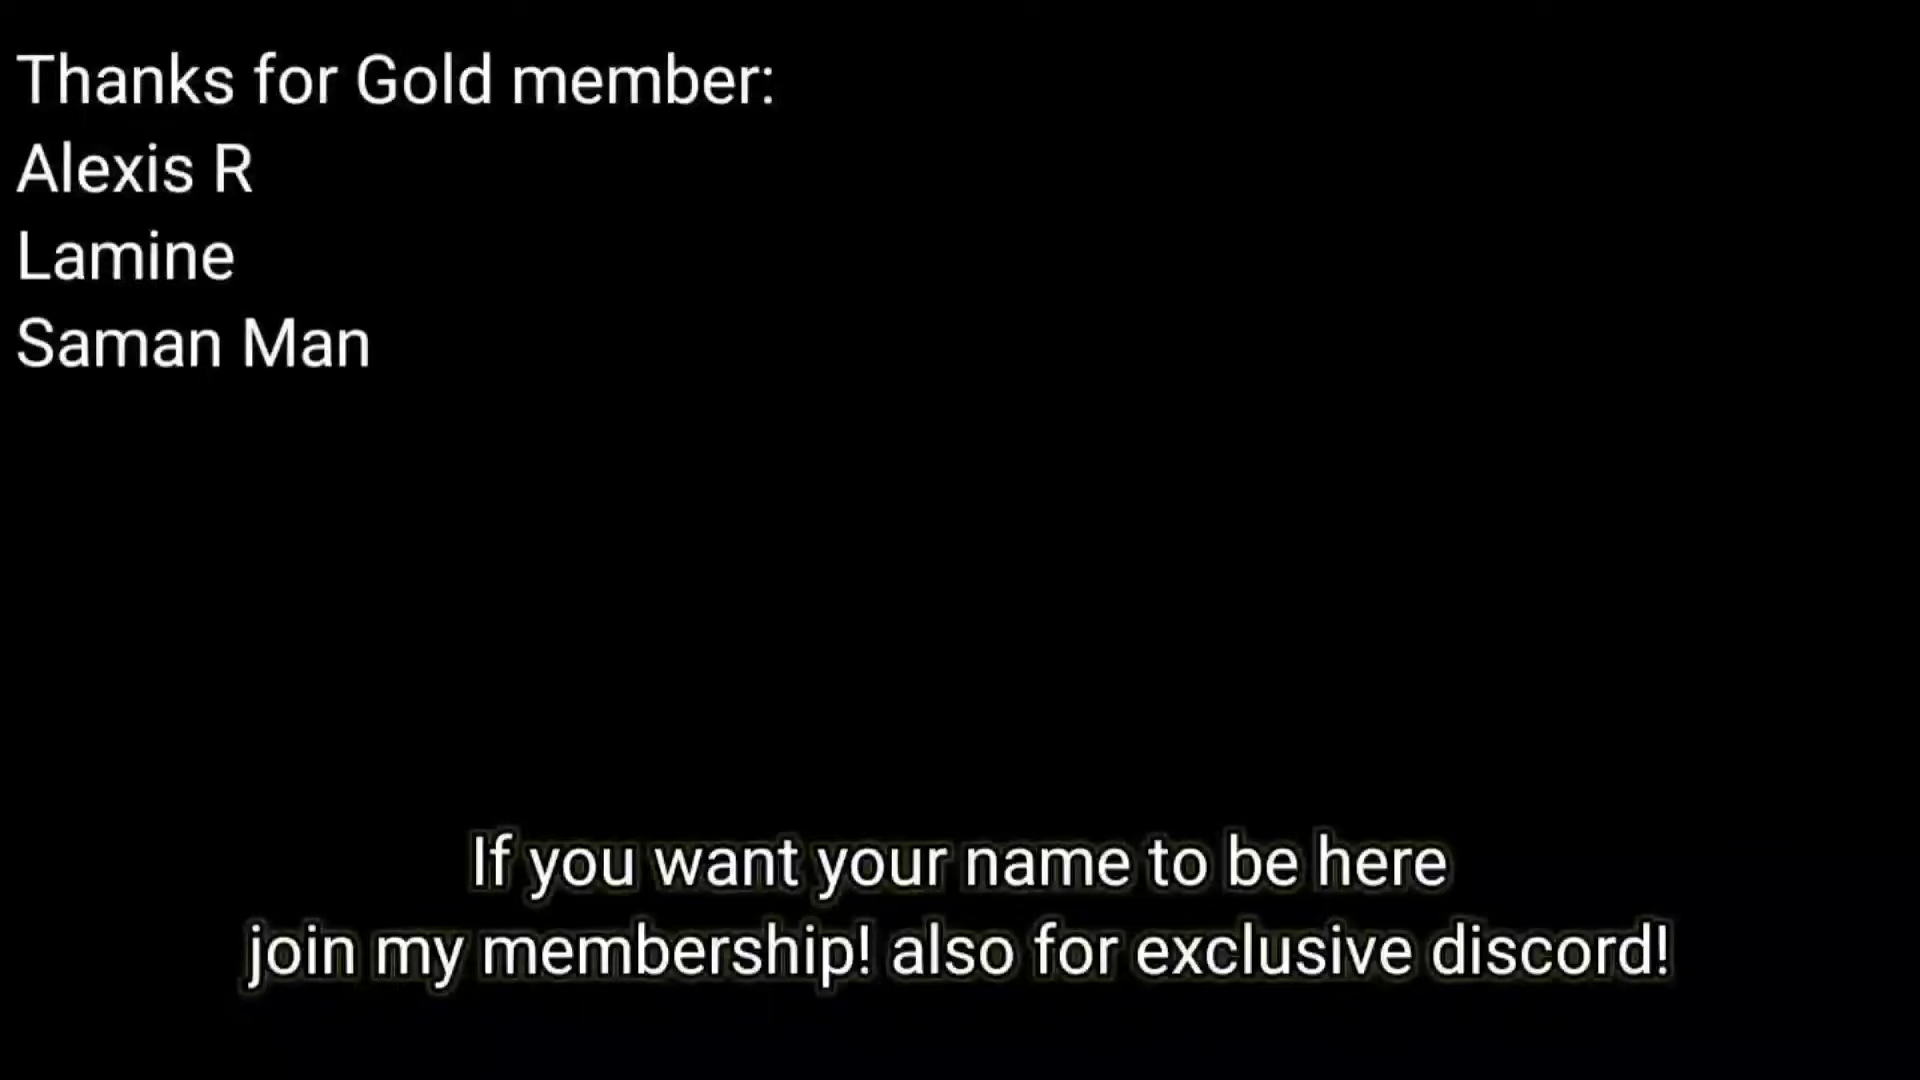 Thanks for Gold member:
Alexis R
Lamine
Saman Man
If you want your name to be here
join my membership! also for exclusive discord!